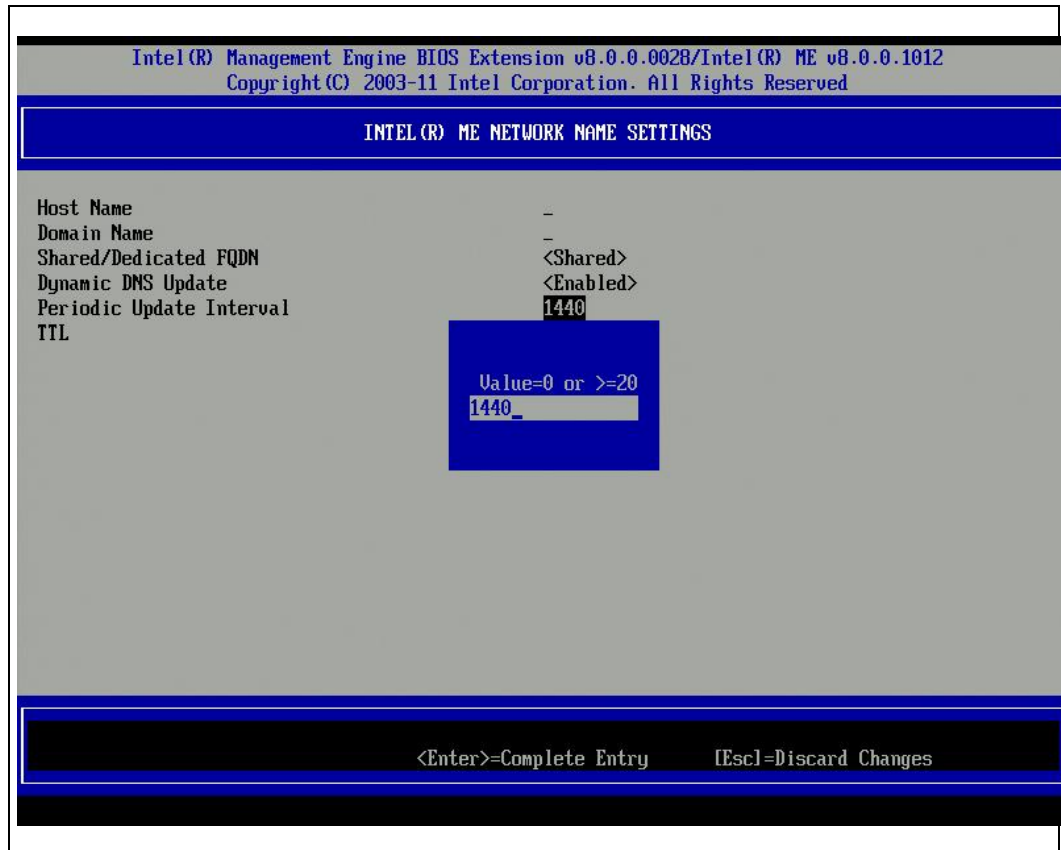 Intel(R) Management Engine BIOS Extension v8.0.0.0028/Intel(R) ME v8.0.0.1012
Copyright(C) 2003-11 Intel Corporation. All Rights Reserved
INTEL(R) ME NETWORK NAME SETTINGS
Host Name _
Domain Name _
Shared/Dedicated FQDN <Shared>
Dynamic DNS Update <Enabled>
Periodic Update Interval 1440
TTL
Value=0 or >=20
1440_
<Enter>=Complete Entry [Esc]=Discard Changes